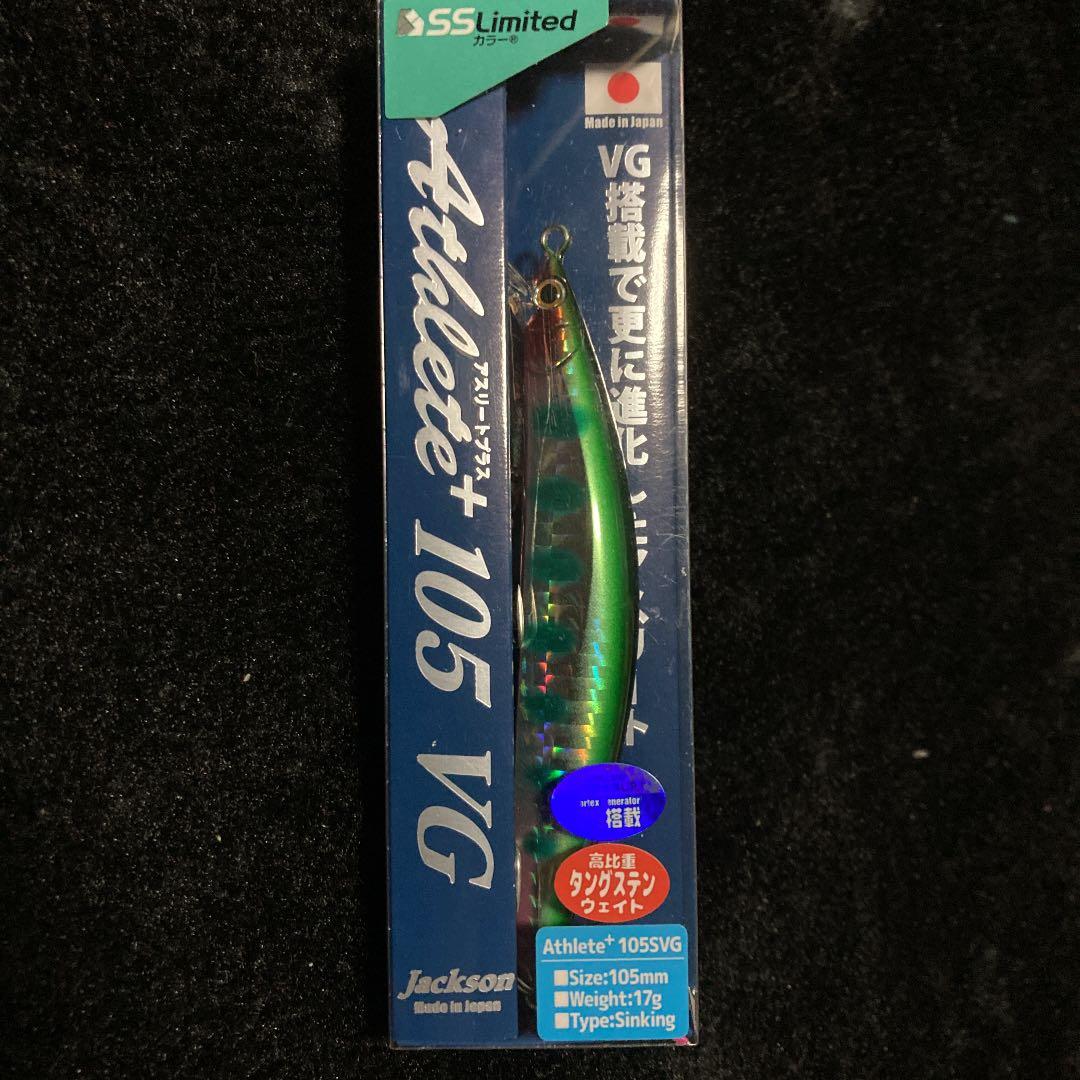 SSLimited
カラー®
Made in Japan
VG搭載で更に進化
Athlete+ 105 VG
アスリートプラス
Jackson
Made in Japan
搭載
高比重
タングステン
ウェイト
Athlete+ 105SVG
■Size:105mm
■Weight:17g
■Type:Sinking